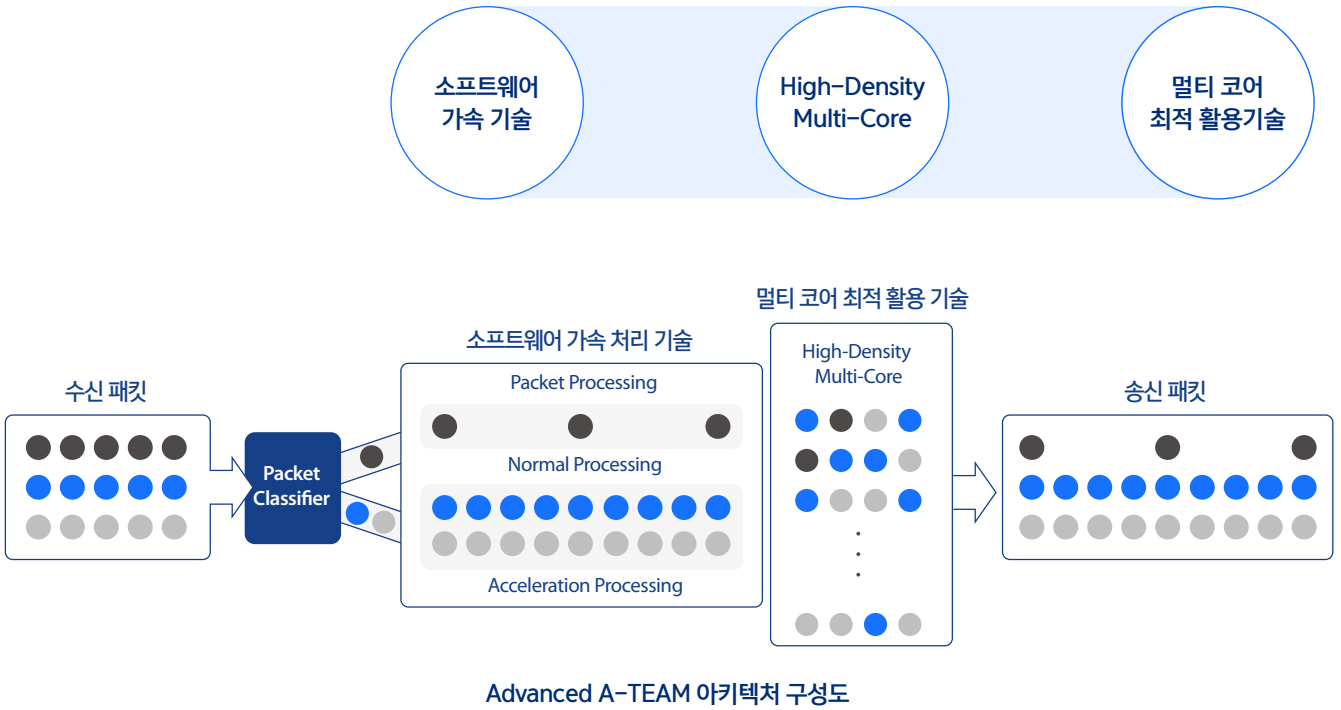 소프트웨어
가속 기술
High-Density
Multi-Core
멀티 코어
최적 활용기술
수신 패킷
Packet
Classifier
소프트웨어 가속 처리 기술
Packet Processing
Normal Processing
Acceleration Processing
멀티 코어 최적 활용 기술
High-Density
Multi-Core
송신 패킷
Advanced A-TEAM 아키텍처 구성도